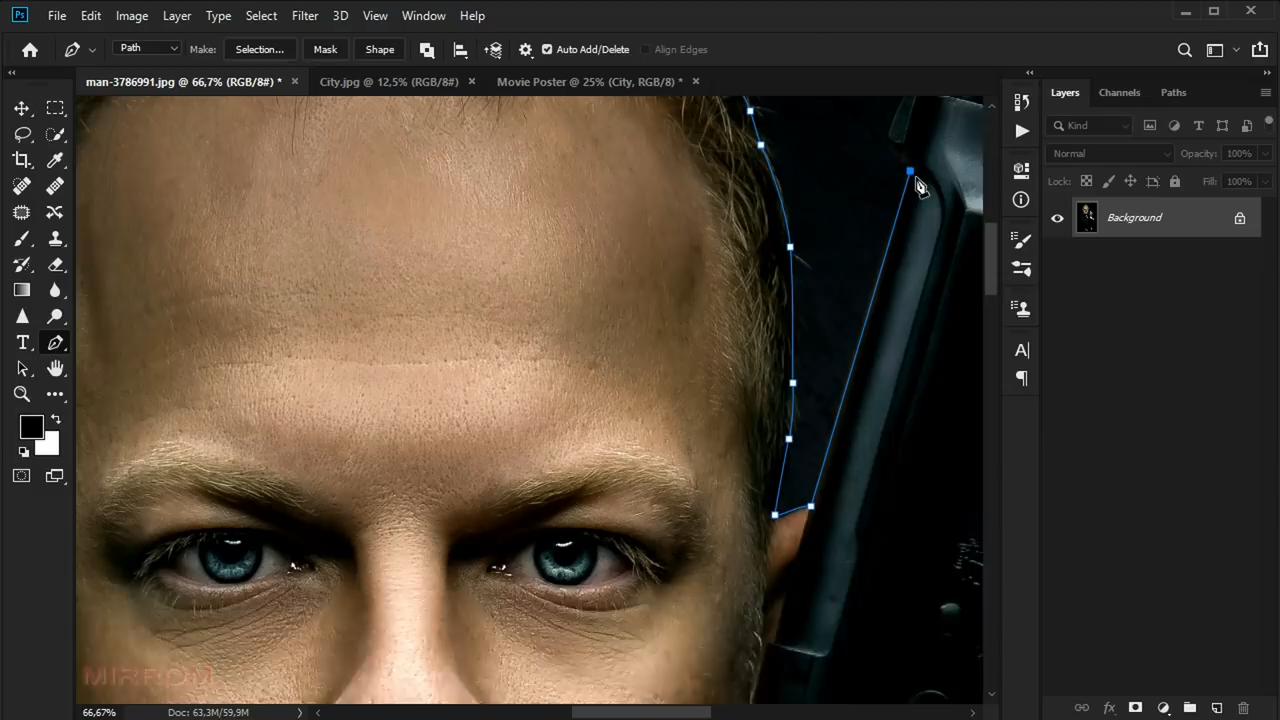 Ps File Edit Image Layer Type Select Filter 3D View Window Help
Path Make: Selection... Mask Shape Auto Add/Delete Align Edges
man-3786991.jpg @ 66,7% (RGB/8#) * City.jpg @ 12,5% (RGB/8#) Movie Poster @ 25% (City, RGB/8) *
Layers Channels Paths
Kind
Normal Opacity: 100%
Lock: Fill: 100%
Background
MIRROM
66,67% Doc: 63,3M/59,9M